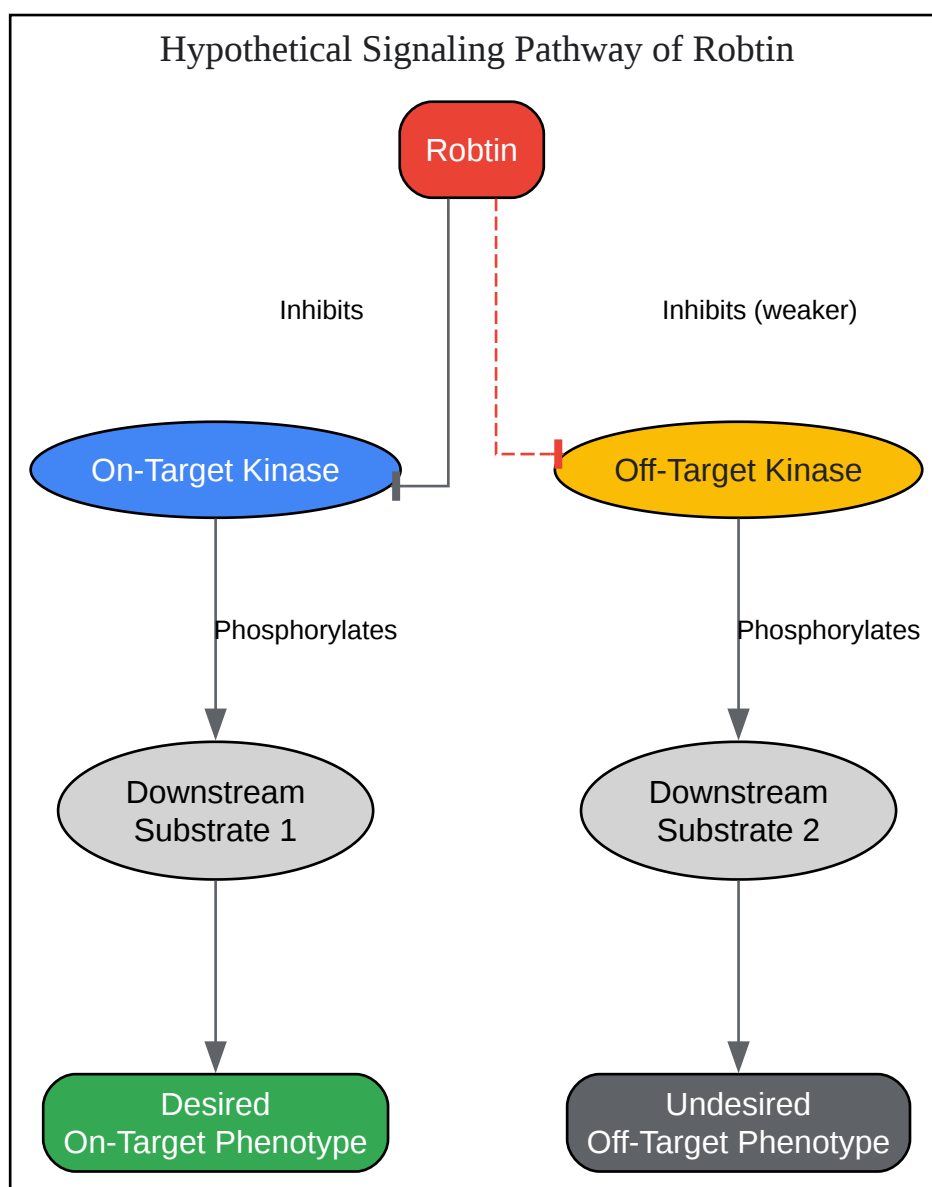 Hypothetical Signaling Pathway of Robtin
Robtin
Inhibits
Inhibits (weaker)
On-Target Kinase
Off-Target Kinase
Phosphorylates
Phosphorylates
Downstream
Substrate 1
Downstream
Substrate 2
Desired
On-Target Phenotype
Undesired
Off-Target Phenotype